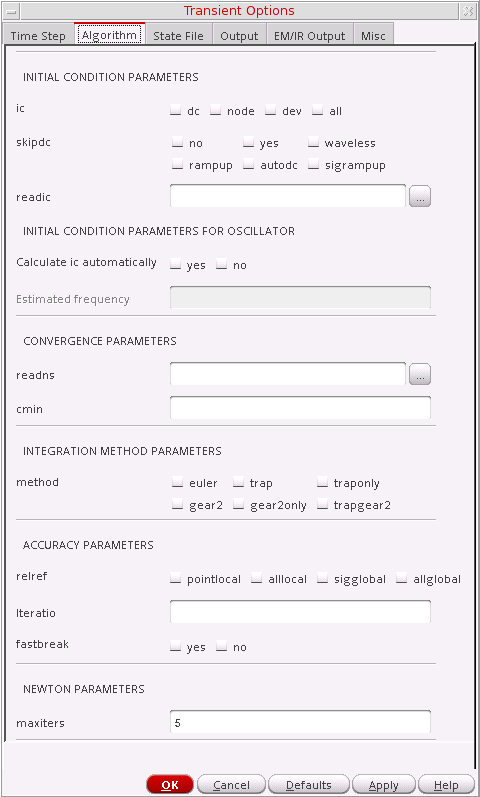 Transient Options
Time Step Algorithm State File Output EM/IR Output Misc
INITIAL CONDITION PARAMETERS
ic dc node dev all
skipdc no yes waveless
rampup autodc sigrampup
readic ...
INITIAL CONDITION PARAMETERS FOR OSCILLATOR
Calculate ic automatically yes no
Estimated frequency
CONVERGENCE PARAMETERS
readns ...
cmin
INTEGRATION METHOD PARAMETERS
method euler trap traponly
gear2 gear2only trapgear2
ACCURACY PARAMETERS
relref pointlocal alllocal sigglobal allglobal
lteratio
fastbreak yes no
NEWTON PARAMETERS
maxiters 5
OK Cancel Defaults Apply Help